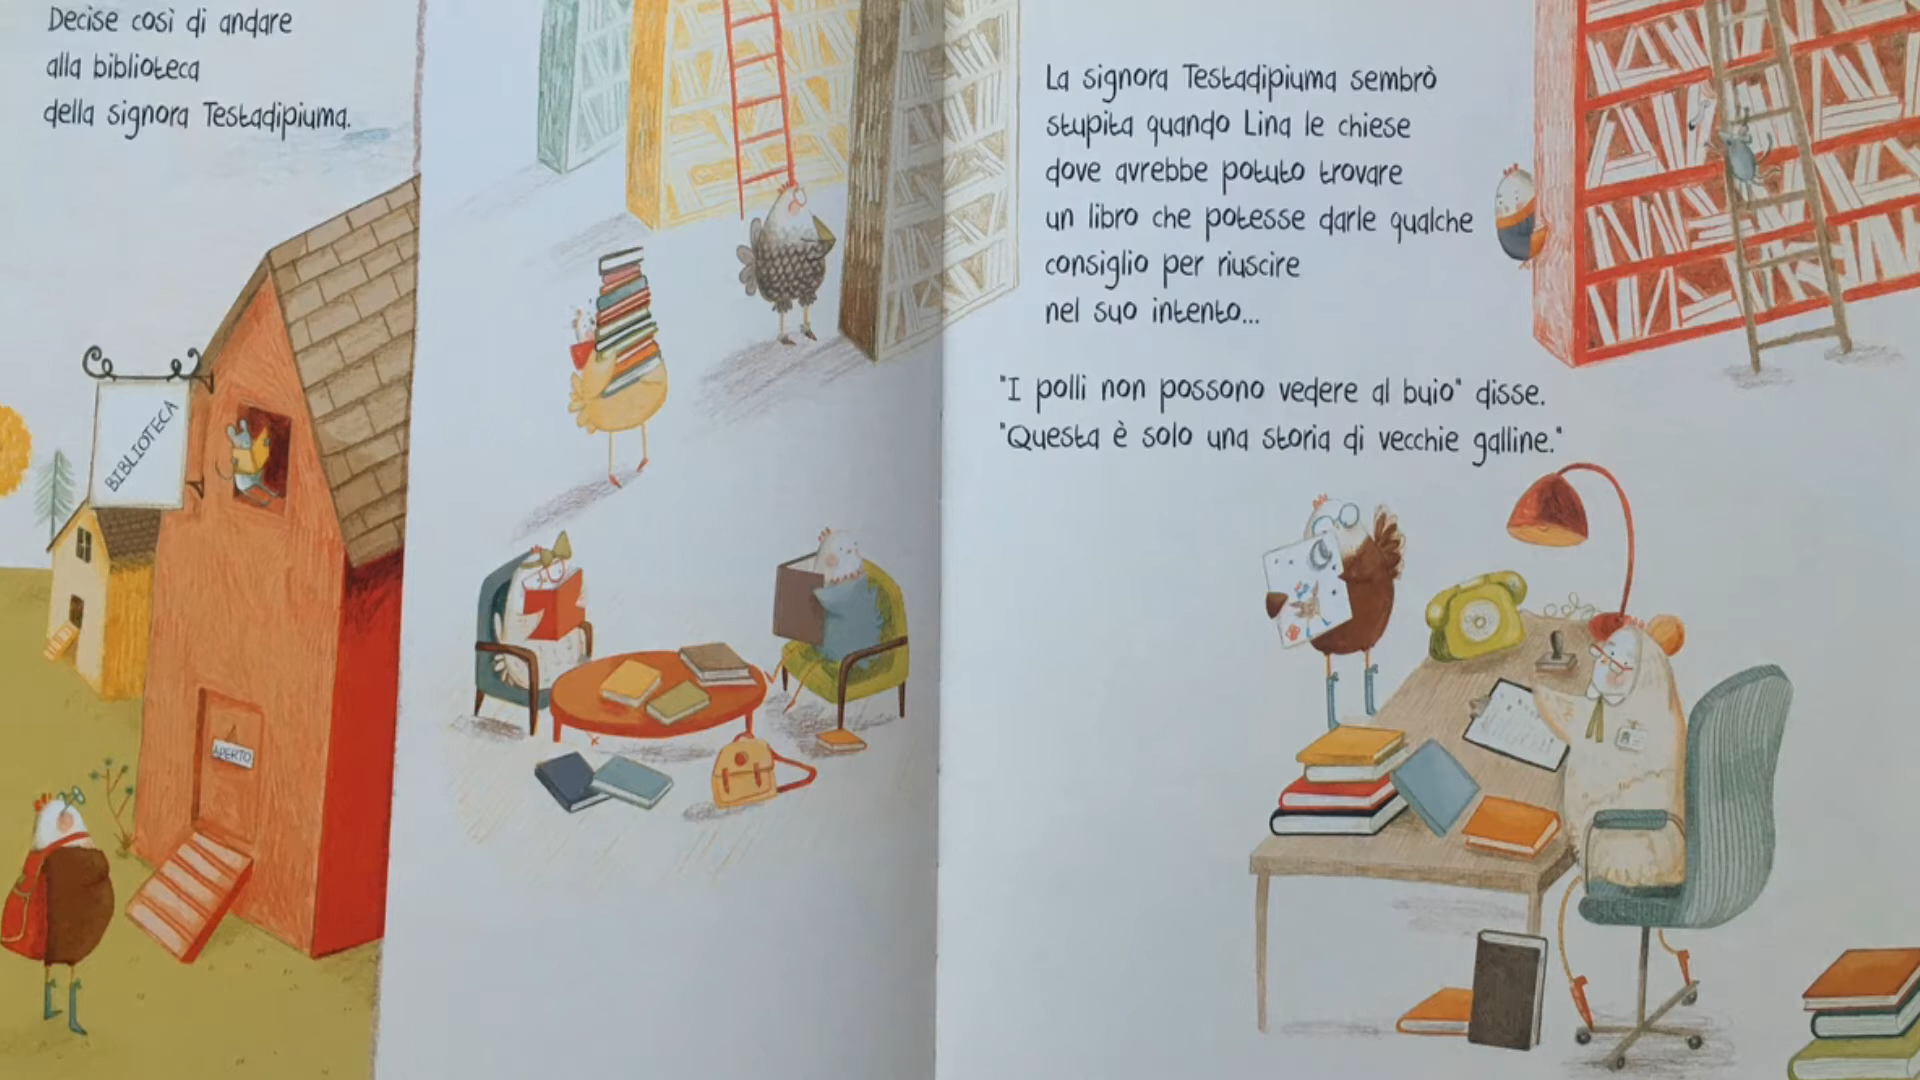 Decise così di andare
alla biblioteca
della signora Testadipiuma.
BIBLIOTECA
APERTO
La signora Testadipiuma sembrò
stupita quando Lina le chiese
dove avrebbe potuto trovare
un libro che potesse darle qualche
consiglio per riuscire
nel suo intento...
"I polli non possono vedere al buio" disse.
"Questa è solo una storia di vecchie galline."